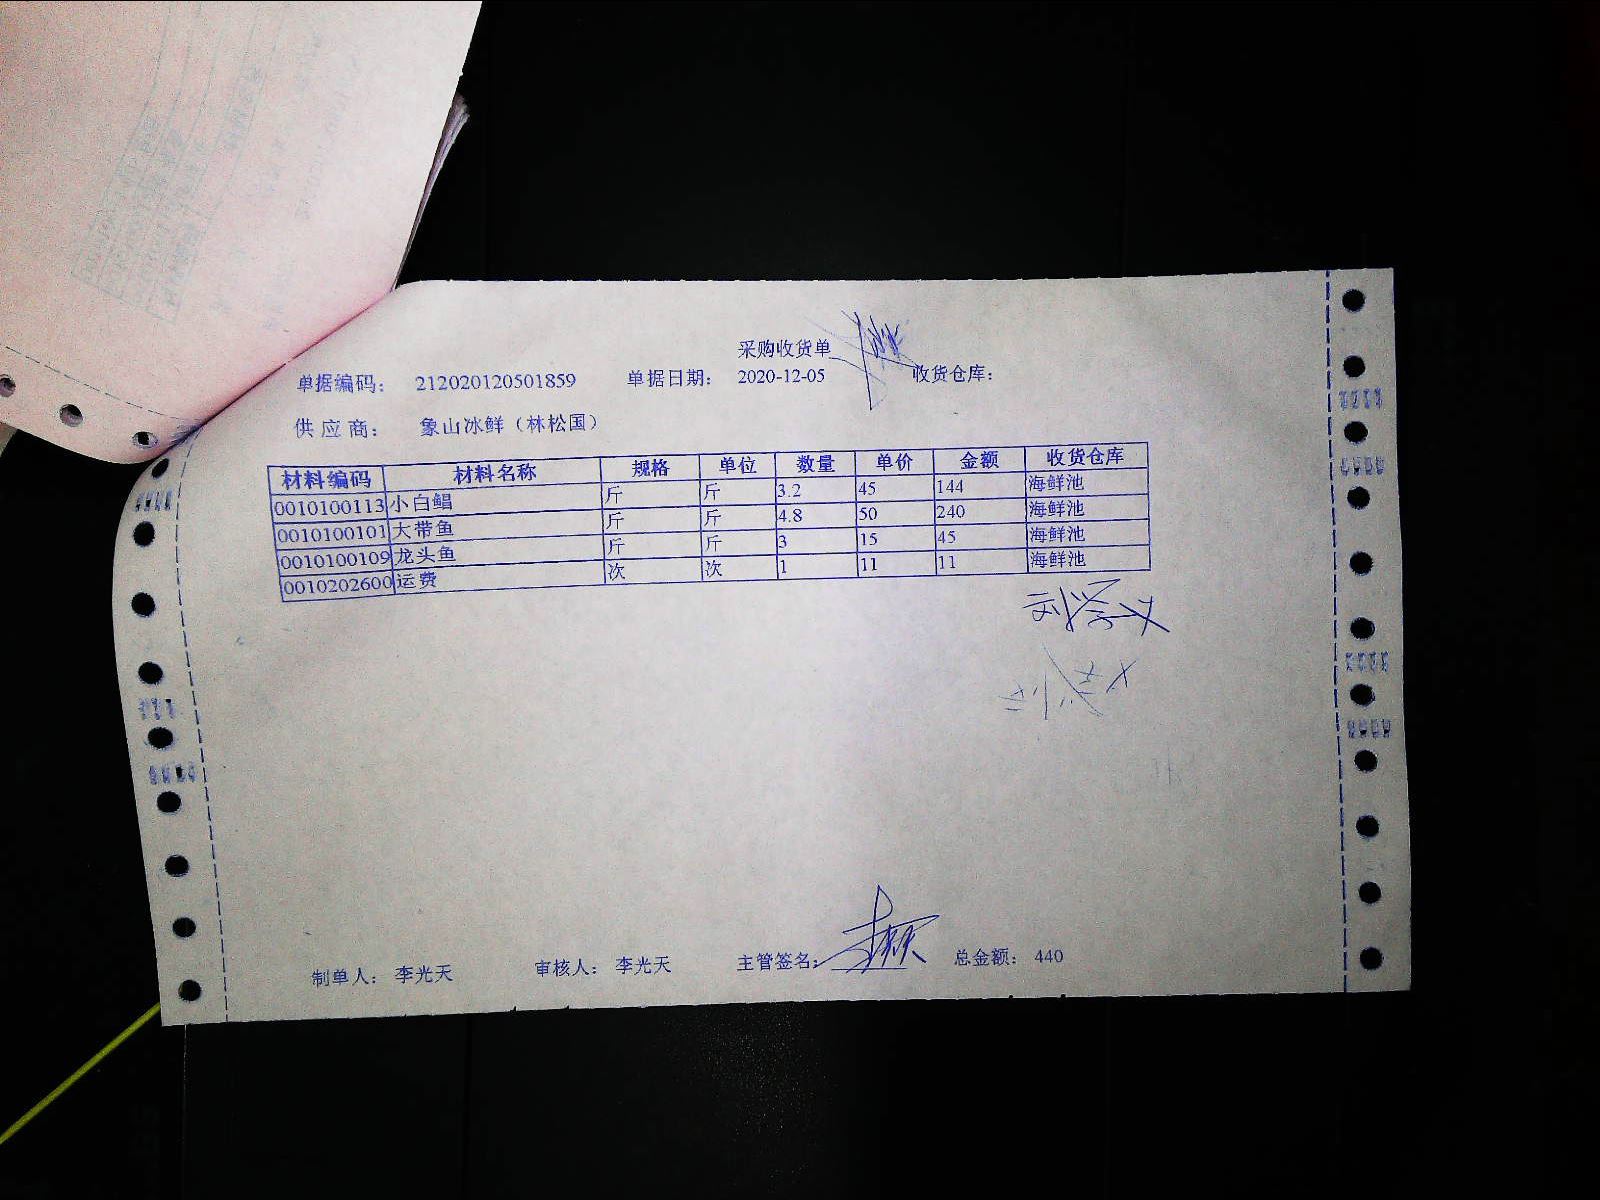 采购收货单
单据编码： 212020120501859 单据日期： 2020-12-05 收货仓库：
供应商： 象山冰鲜（林松国）
材料编码 材料名称 规格 单位 数量 单价 金额 收货仓库
0010100113 小白鲳 斤 斤 3.2 45 144 海鲜池
0010100101 大带鱼 斤 斤 4.8 50 240 海鲜池
0010100109 龙头鱼 斤 斤 3 15 45 海鲜池
0010202600 运费 次 次 1 11 11 海鲜池
制单人： 李光天 审核人： 李光天 主管签名： 总金额： 440